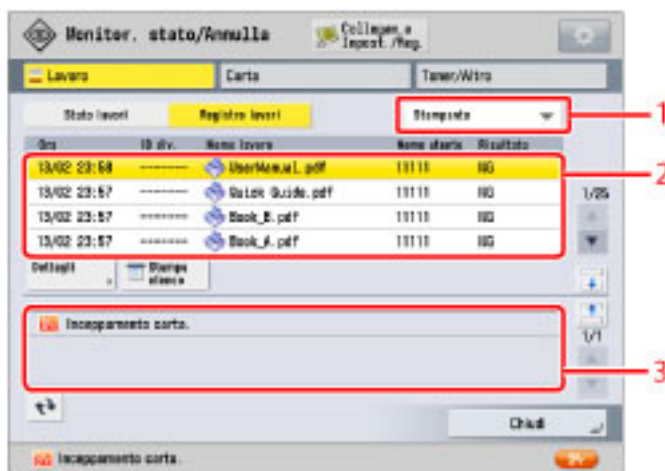 Monitor. stato/Annulla
Collegam. a
Impost./Reg.
Lavoro
Carta
Toner/Altro
Stato lavori
Registro lavori
Stampante
1
Ora
ID div.
Nome lavoro
Nome utente
Risultato
13/02 23:58 ------- UserManual.pdf 11111 NG
2
13/02 23:57 ------- Quick Guide.pdf 11111 NG
1/25
13/02 23:57 ------- Book_B.pdf 11111 NG
13/02 23:57 ------- Book_A.pdf 11111 NG
Dettagli
Stampa
elenco
Inceppamento carta.
1/1
3
Chiudi
Inceppamento carta.